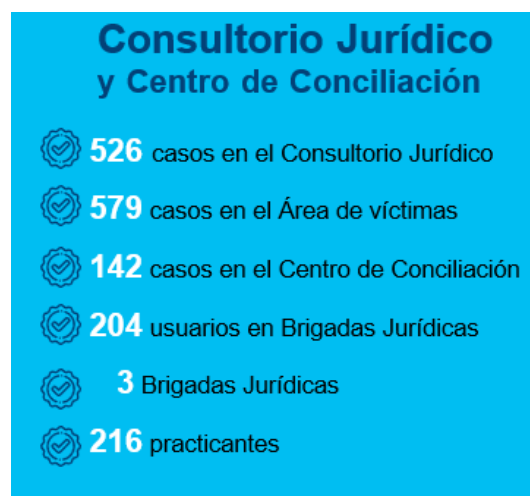 Consultorio Jurídico
y Centro de Conciliación
526 casos en el Consultorio Jurídico
579 casos en el Área de víctimas
142 casos en el Centro de Conciliación
204 usuarios en Brigadas Jurídicas
3 Brigadas Jurídicas
216 practicantes